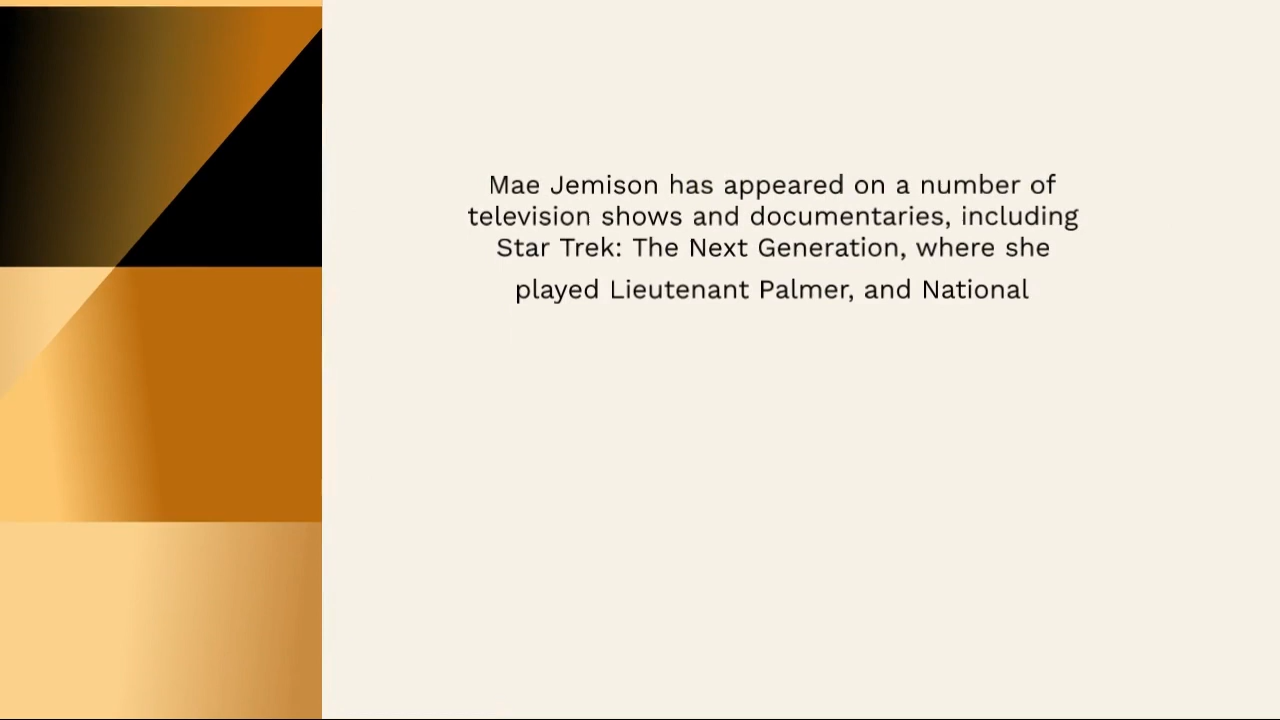 Mae Jemison has appeared on a number of
television shows and documentaries, including
Star Trek: The Next Generation, where she
played Lieutenant Palmer, and National